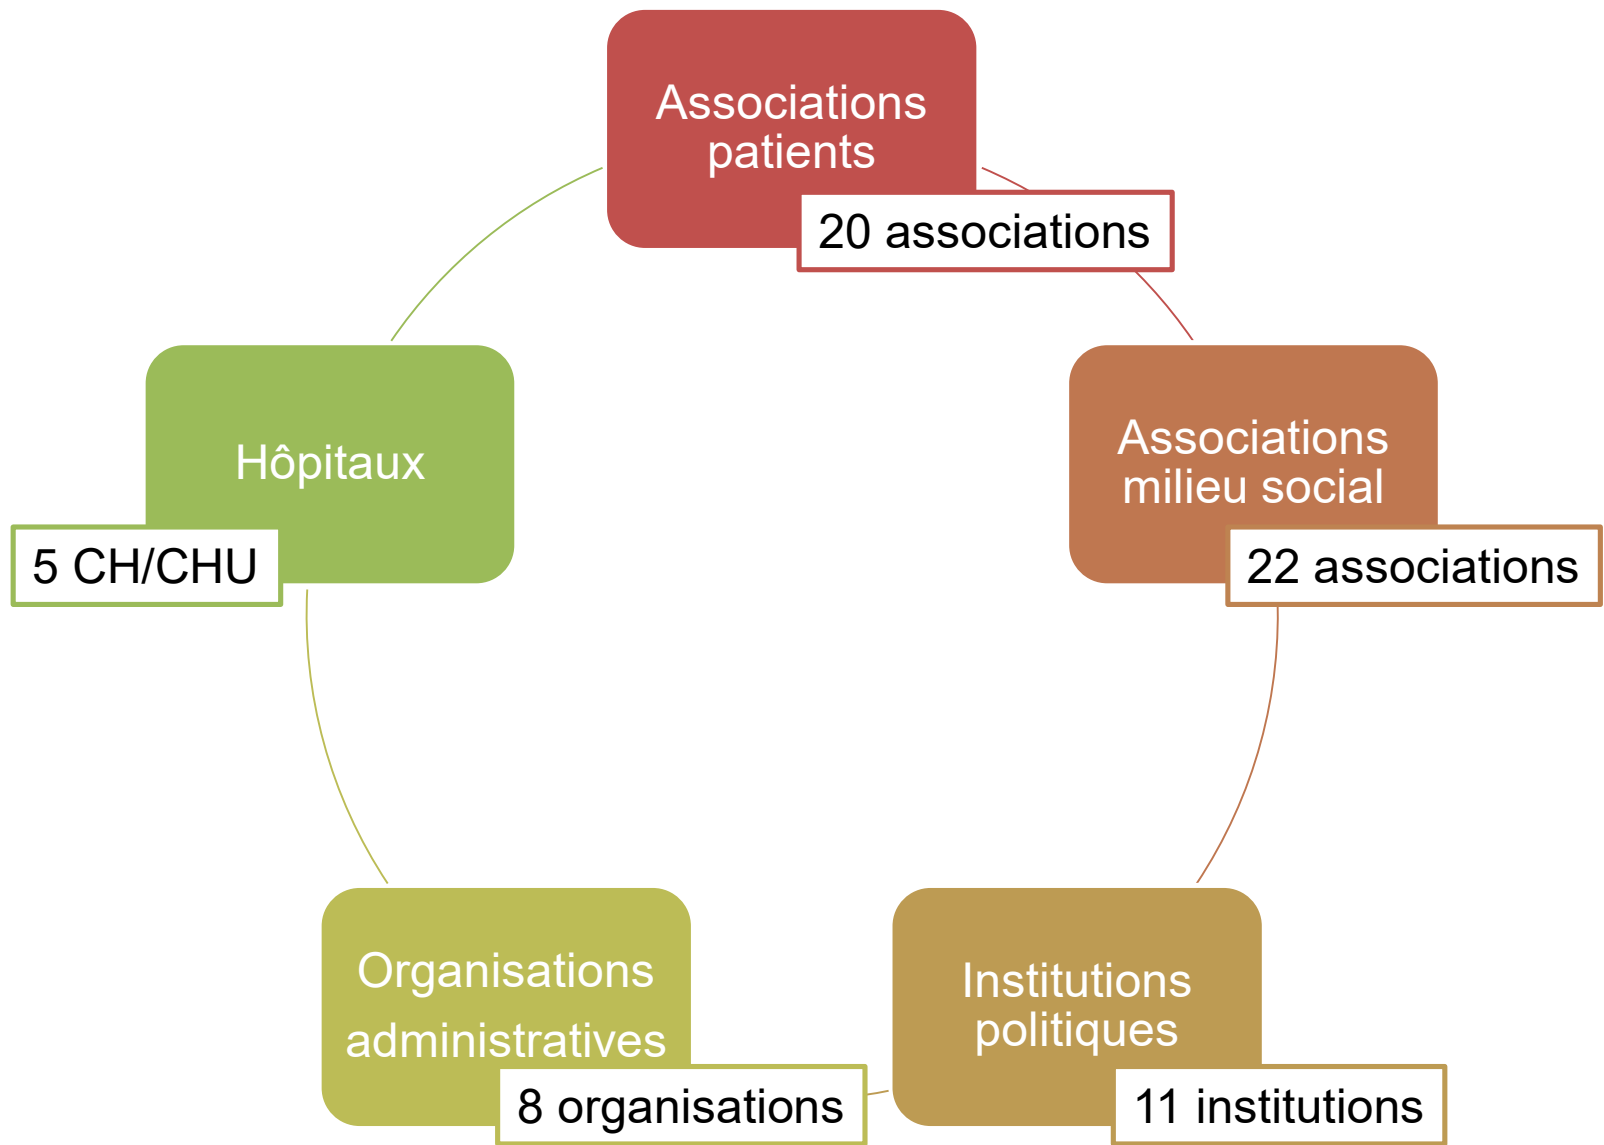 Associations
patients
20 associations
Associations
milieu social
22 associations
Institutions
politiques
11 institutions
Organisations
administratives
8 organisations
Hôpitaux
5 CH/CHU